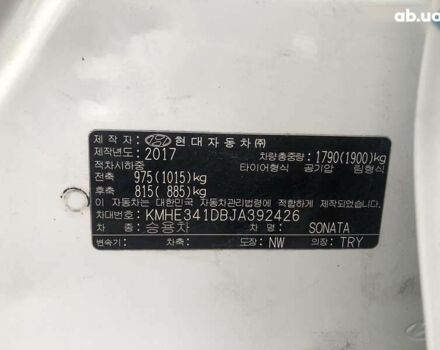 ab.ua
제 작 자 : 현대자동차㈜
제작년도: 2017 차량총중량: 1790(1900)kg
적차시하중 타이어형식 공기압 림형식
전축 975(1015)kg
후축 815( 885)kg
이 자동차는 대한민국 자동차관리법령에 적합하게 제작되었습니다.
차대번호: KMHE341DBJA392426
차 종: 승용차 차 명: SONATA
변속기: 차축: 도장: NW 의장: TRY